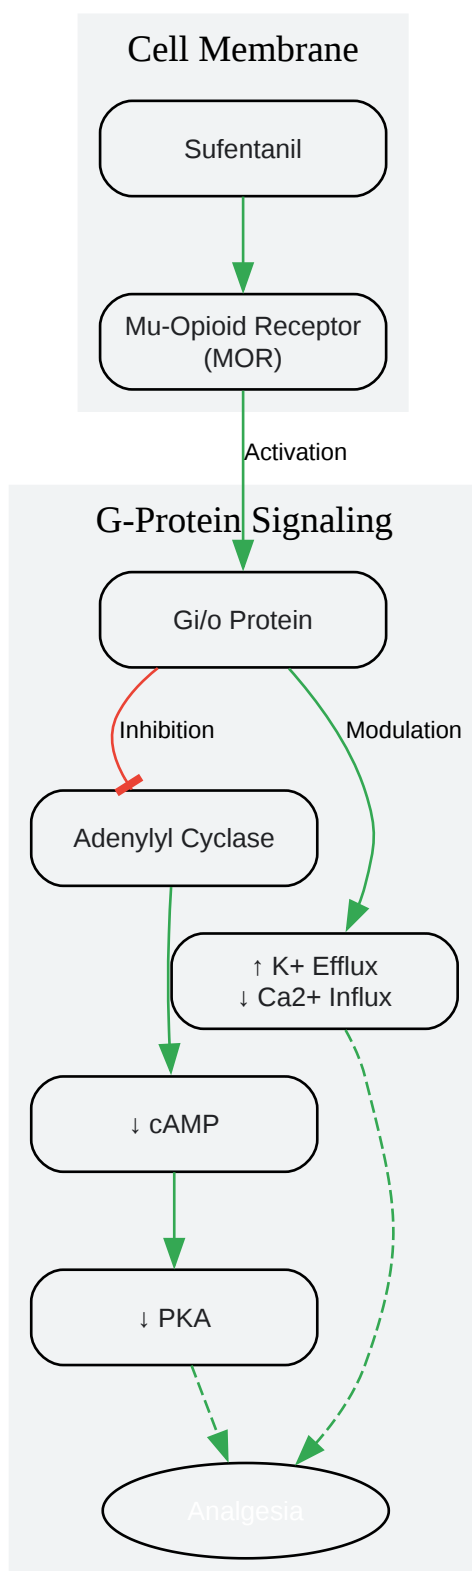 Cell Membrane
Sufentanil
Mu-Opioid Receptor
(MOR)
Activation
G-Protein Signaling
Gi/o Protein
Inhibition
Modulation
Adenylyl Cyclase
↑ K+ Efflux
↓ Ca2+ Influx
↓ cAMP
↓ PKA
Analgesia